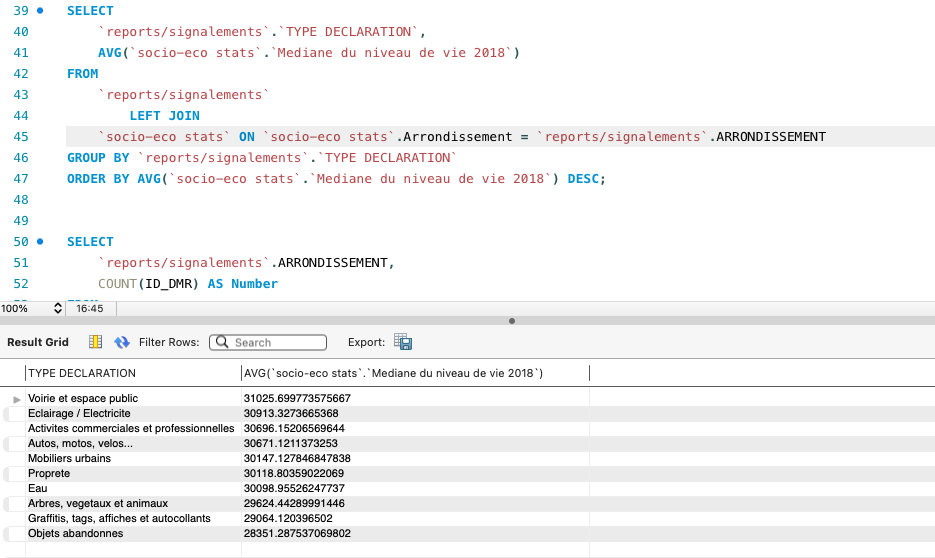 39 SELECT
40 `reports/signalements`.`TYPE DECLARATION`,
41 AVG(`socio-eco stats`.`Mediane du niveau de vie 2018`)
42 FROM
43 `reports/signalements`
44 LEFT JOIN
45 `socio-eco stats` ON `socio-eco stats`.Arrondissement = `reports/signalements`.ARRONDISSEMENT
46 GROUP BY `reports/signalements`.`TYPE DECLARATION`
47 ORDER BY AVG(`socio-eco stats`.`Mediane du niveau de vie 2018`) DESC;
48
49
50 SELECT
51 `reports/signalements`.ARRONDISSEMENT,
52 COUNT(ID_DMR) AS Number
100% 16:45
Result Grid Filter Rows: Search Export:
TYPE DECLARATION AVG(`socio-eco stats`.`Mediane du niveau de vie 2018`)
Voirie et espace public 31025.699773575667
Eclairage / Electricite 30913.3273665368
Activites commerciales et professionnelles 30696.15206569644
Autos, motos, velos... 30671.1211373253
Mobiliers urbains 30147.127846847838
Proprete 30118.80359022069
Eau 30098.95526247737
Arbres, vegetaux et animaux 29624.44289991446
Graffitis, tags, affiches et autocollants 29064.120396502
Objets abandonnes 28351.287537069802